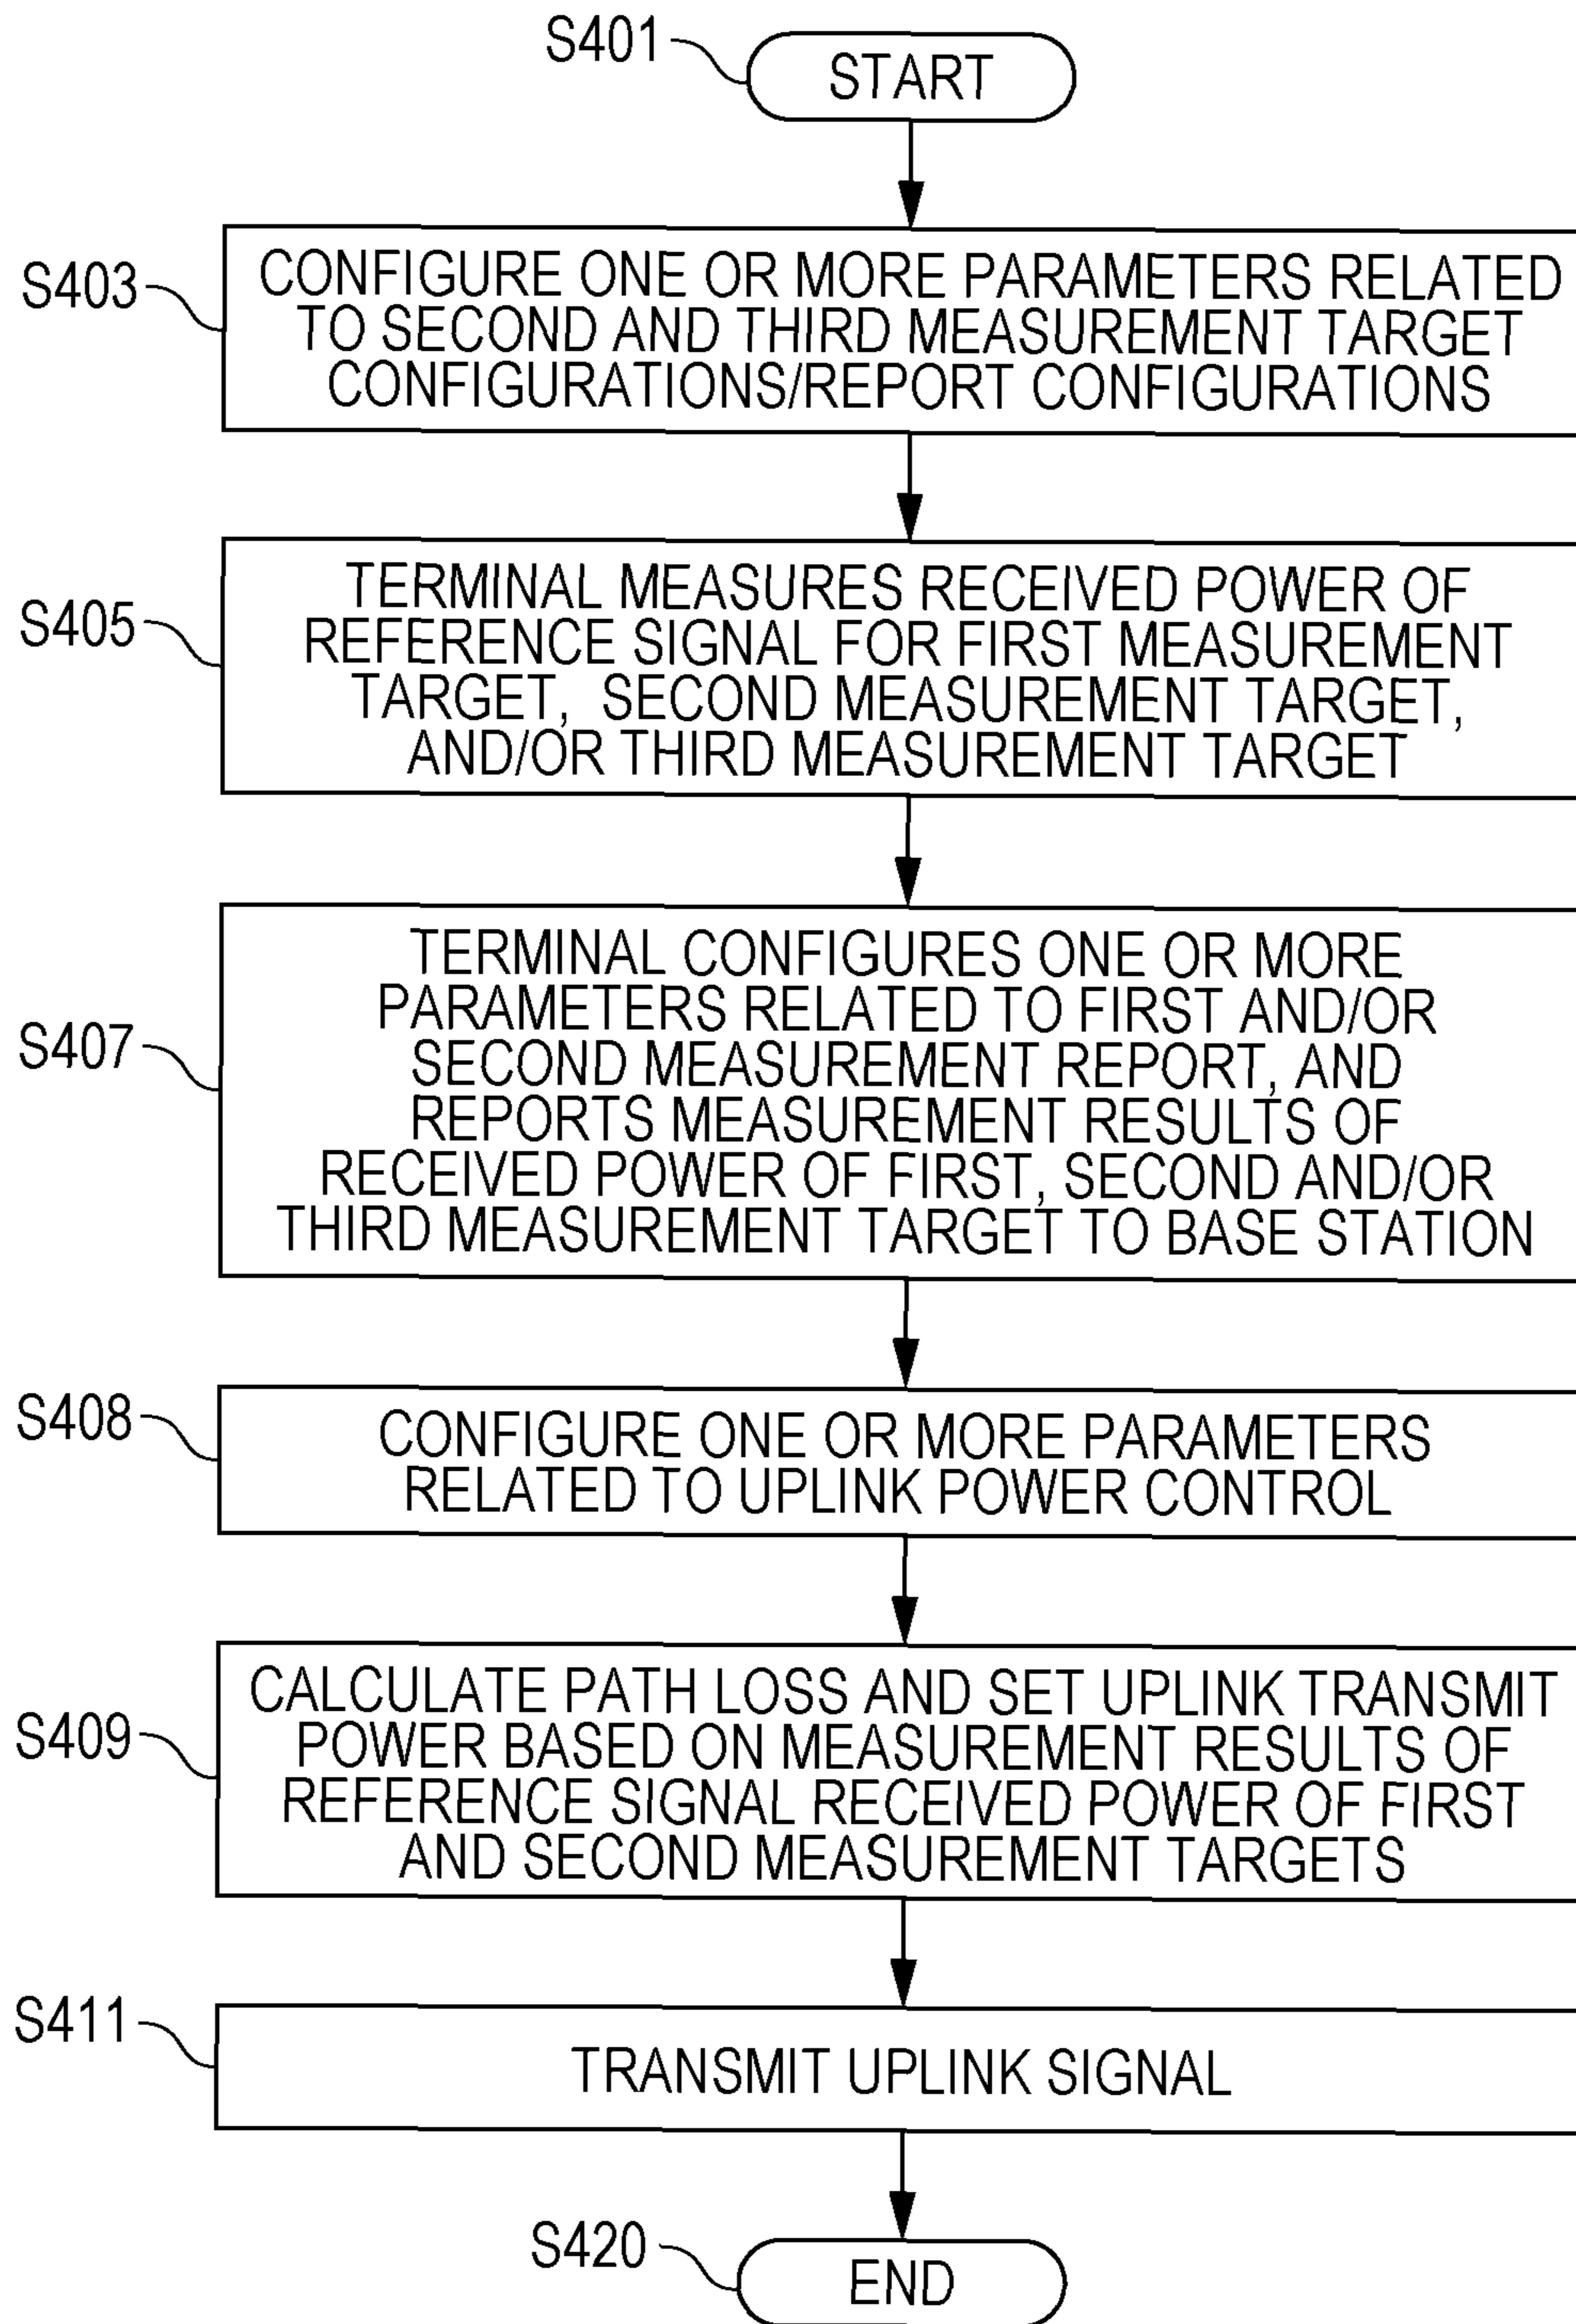 S401
START
S403
CONFIGURE ONE OR MORE PARAMETERS RELATED
TO SECOND AND THIRD MEASUREMENT TARGET
CONFIGURATIONS/REPORT CONFIGURATIONS
S405
TERMINAL MEASURES RECEIVED POWER OF
REFERENCE SIGNAL FOR FIRST MEASUREMENT
TARGET, SECOND MEASUREMENT TARGET,
AND/OR THIRD MEASUREMENT TARGET
S407
TERMINAL CONFIGURES ONE OR MORE
PARAMETERS RELATED TO FIRST AND/OR
SECOND MEASUREMENT REPORT, AND
REPORTS MEASUREMENT RESULTS OF
RECEIVED POWER OF FIRST, SECOND AND/OR
THIRD MEASUREMENT TARGET TO BASE STATION
S408
CONFIGURE ONE OR MORE PARAMETERS
RELATED TO UPLINK POWER CONTROL
S409
CALCULATE PATH LOSS AND SET UPLINK TRANSMIT
POWER BASED ON MEASUREMENT RESULTS OF
REFERENCE SIGNAL RECEIVED POWER OF FIRST
AND SECOND MEASUREMENT TARGETS
S411
TRANSMIT UPLINK SIGNAL
S420
END